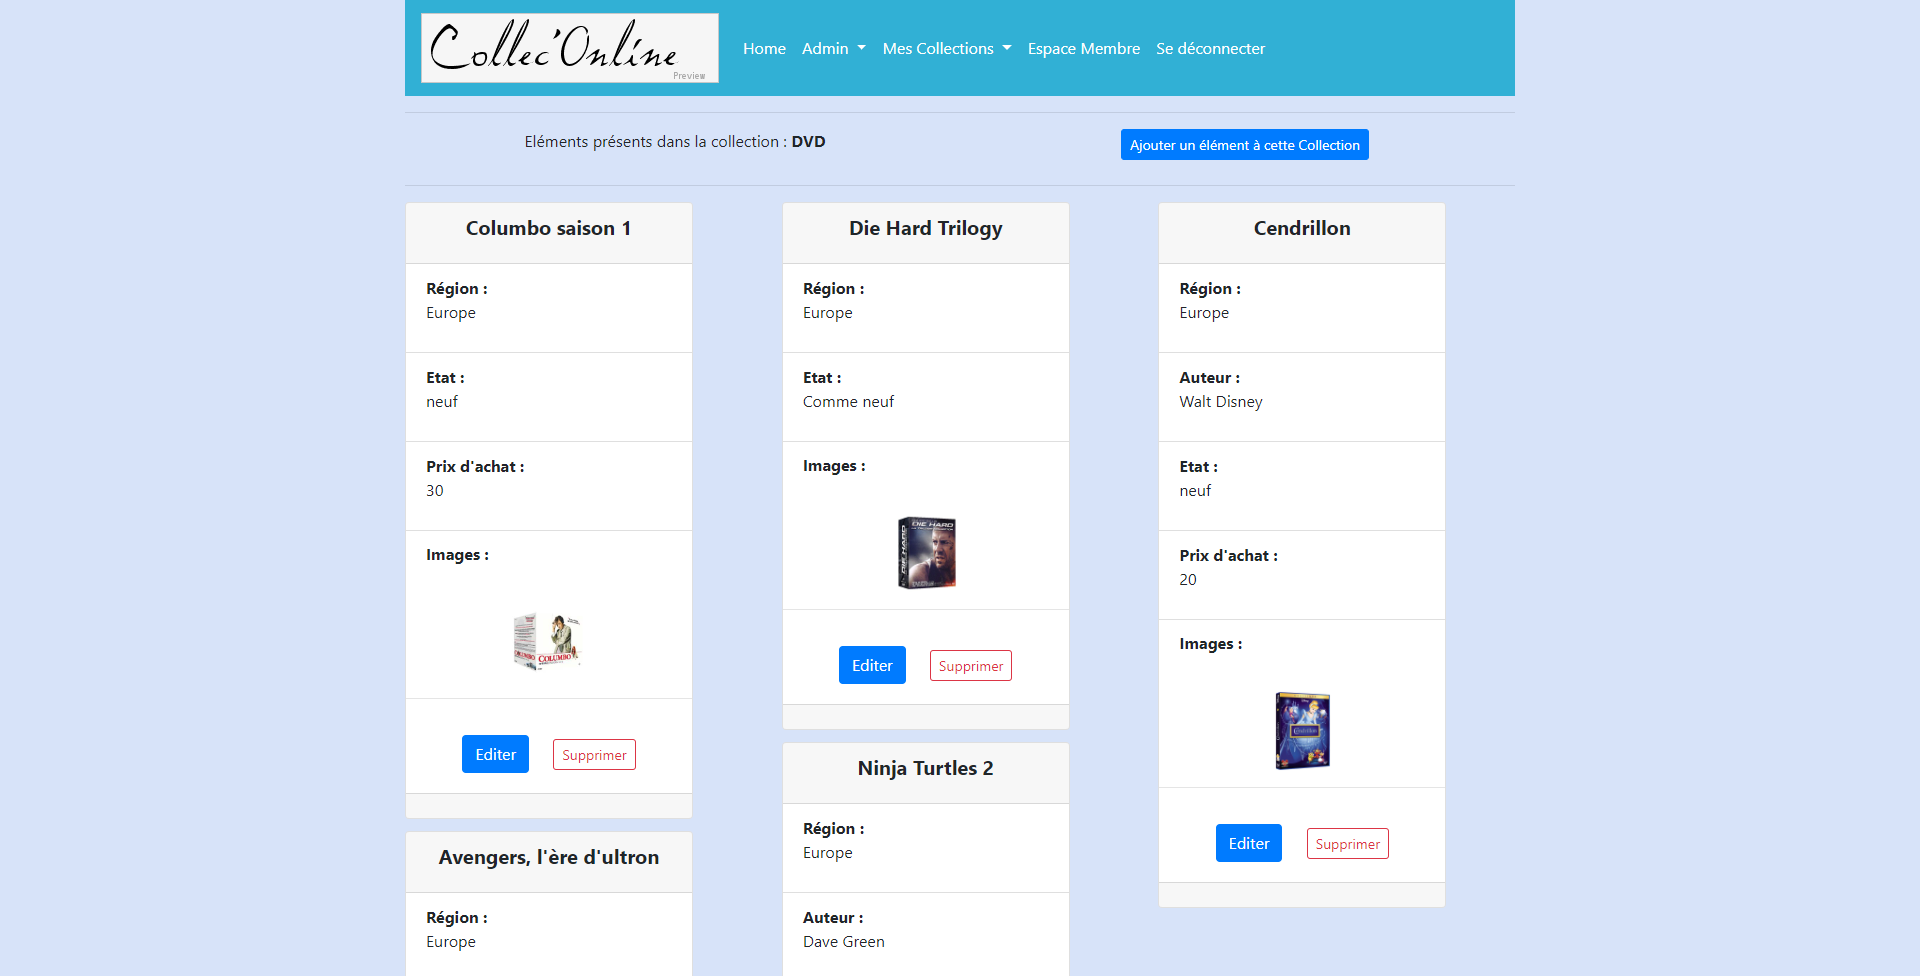 Collec'Online
Preview
Home Admin Mes Collections Espace Membre Se déconnecter
Eléments présents dans la collection : DVD
Ajouter un élément à cette Collection
Columbo saison 1
Région :
Europe
Etat :
neuf
Prix d'achat :
30
Images :
COLUMBO
Editer Supprimer
Avengers, l'ère d'ultron
Région :
Europe
Die Hard Trilogy
Région :
Europe
Etat :
Comme neuf
Images :
DIE HARD
DIE HARD
Editer Supprimer
Ninja Turtles 2
Région :
Europe
Auteur :
Dave Green
Cendrillon
Région :
Europe
Auteur :
Walt Disney
Etat :
neuf
Prix d'achat :
20
Images :
Cendrillon
Editer Supprimer